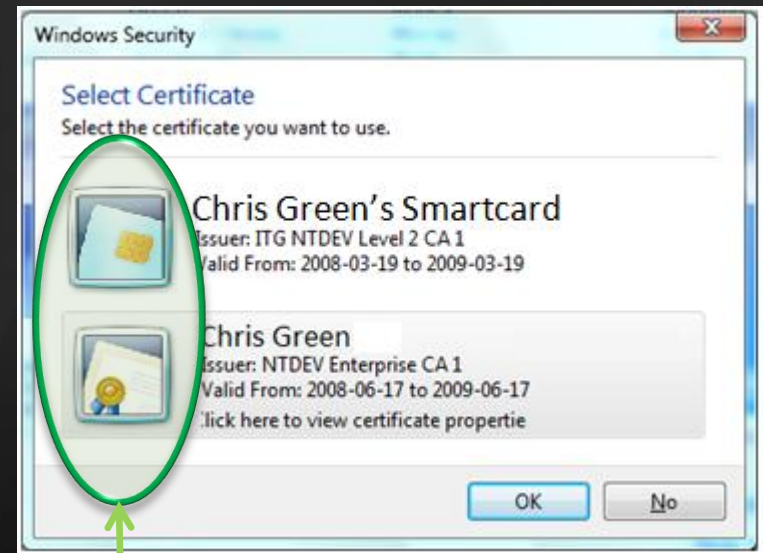 Windows Security
Select Certificate
Select the certificate you want to use.
Chris Green's Smartcard
Issuer: ITG NTDEV Level 2 CA 1
Valid From: 2008-03-19 to 2009-03-19
Chris Green
Issuer: NTDEV Enterprise CA 1
Valid From: 2008-06-17 to 2009-06-17
Click here to view certificate propertie
OK
No